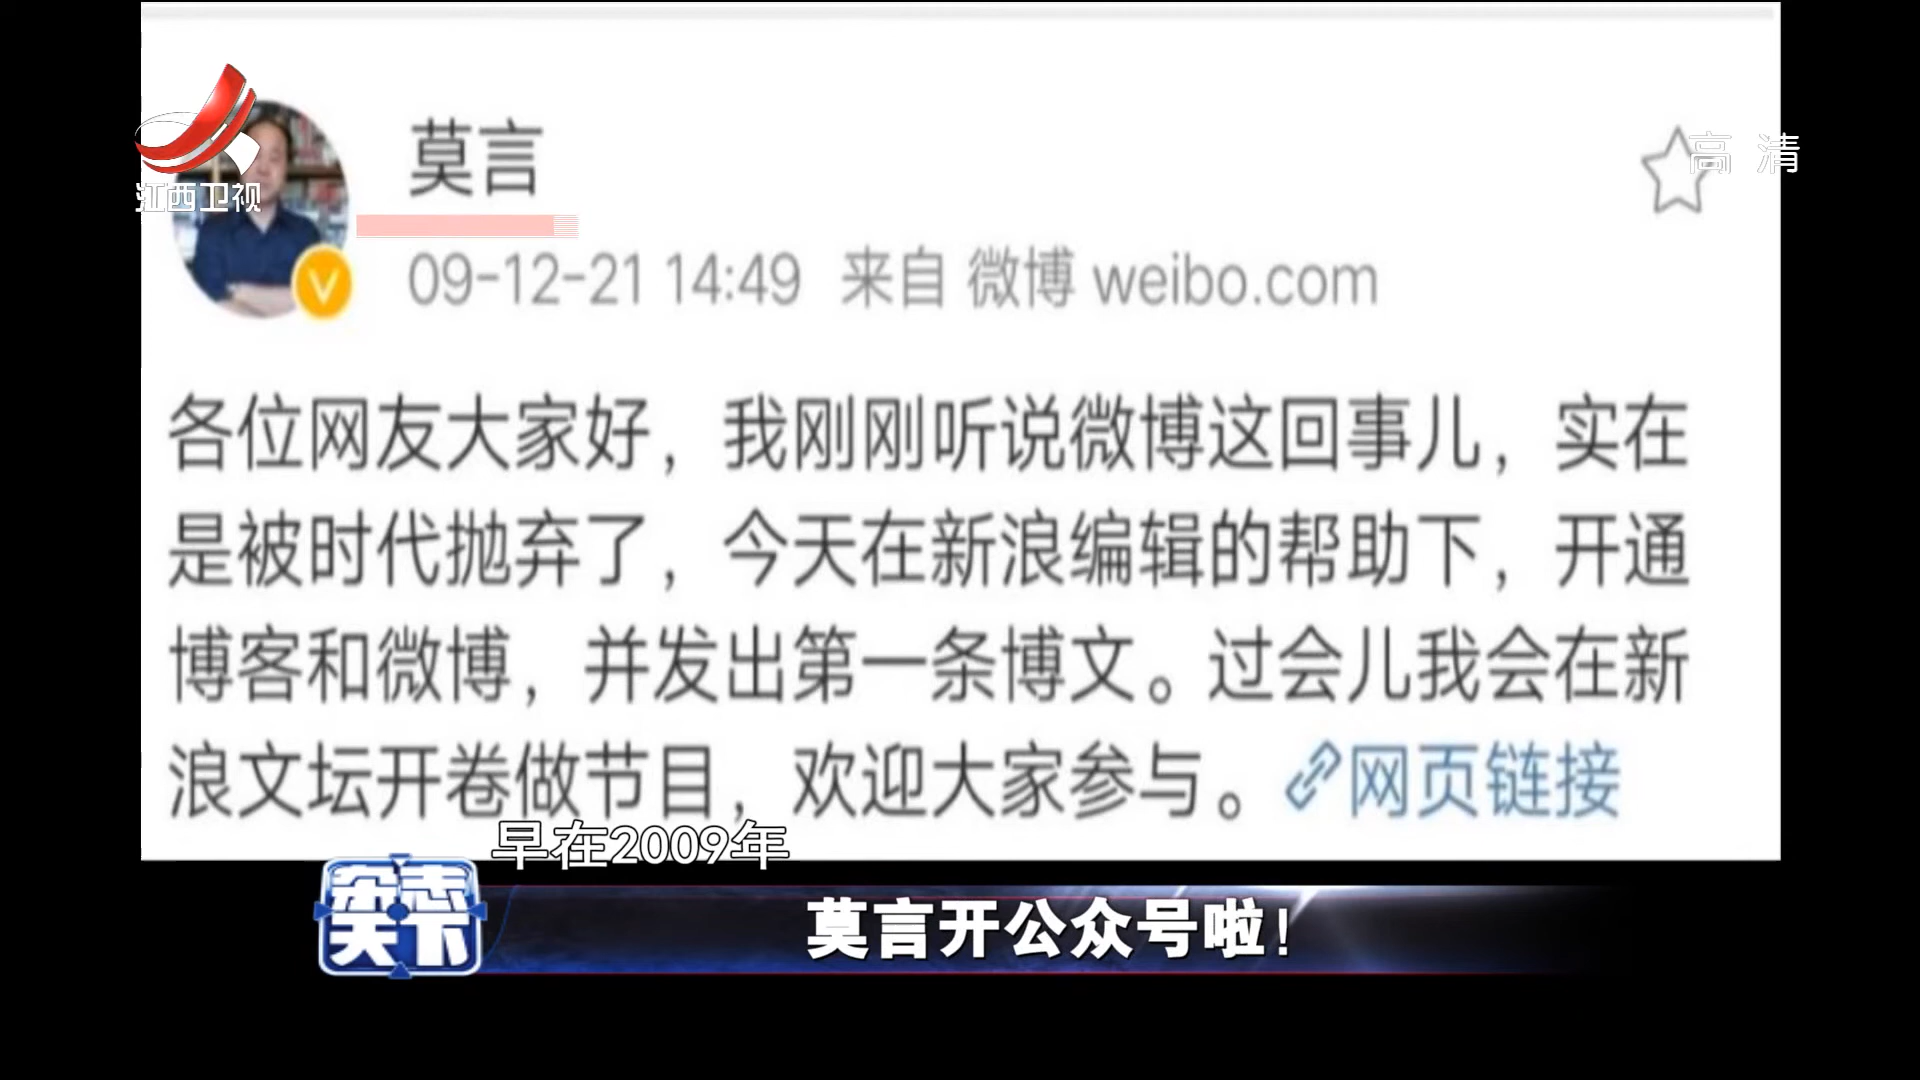 江西卫视
高清
莫言
09-12-21 14:49 来自 微博 weibo.com
各位网友大家好，我刚刚听说微博这回事儿，实在
是被时代抛弃了，今天在新浪编辑的帮助下，开通
博客和微博，并发出第一条博文。过会儿我会在新
浪文坛开卷做节目，欢迎大家参与。网页链接
早在2009年
杂志
天下
莫言开公众号啦！